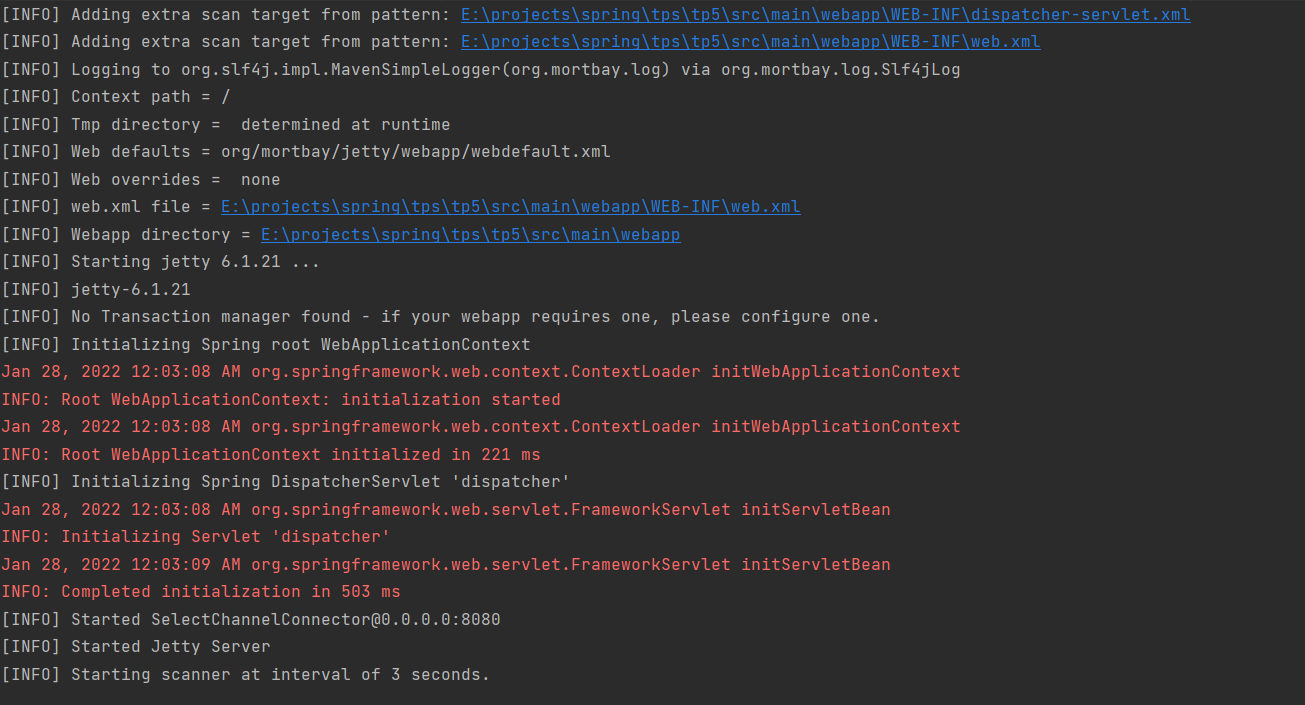 [INFO] Adding extra scan target from pattern: E:\projects\spring\tps\tp5\src\main\webapp\WEB-INF\dispatcher-servlet.xml
[INFO] Adding extra scan target from pattern: E:\projects\spring\tps\tp5\src\main\webapp\WEB-INF\web.xml
[INFO] Logging to org.slf4j.impl.MavenSimpleLogger(org.mortbay.log) via org.mortbay.log.Slf4jLog
[INFO] Context path = /
[INFO] Tmp directory =  determined at runtime
[INFO] Web defaults = org/mortbay/jetty/webapp/webdefault.xml
[INFO] Web overrides =  none
[INFO] web.xml file = E:\projects\spring\tps\tp5\src\main\webapp\WEB-INF\web.xml
[INFO] Webapp directory = E:\projects\spring\tps\tp5\src\main\webapp
[INFO] Starting jetty 6.1.21 ...
[INFO] jetty-6.1.21
[INFO] No Transaction manager found - if your webapp requires one, please configure one.
[INFO] Initializing Spring root WebApplicationContext
Jan 28, 2022 12:03:08 AM org.springframework.web.context.ContextLoader initWebApplicationContext
INFO: Root WebApplicationContext: initialization started
Jan 28, 2022 12:03:08 AM org.springframework.web.context.ContextLoader initWebApplicationContext
INFO: Root WebApplicationContext initialized in 221 ms
[INFO] Initializing Spring DispatcherServlet 'dispatcher'
Jan 28, 2022 12:03:08 AM org.springframework.web.servlet.FrameworkServlet initServletBean
INFO: Initializing Servlet 'dispatcher'
Jan 28, 2022 12:03:09 AM org.springframework.web.servlet.FrameworkServlet initServletBean
INFO: Completed initialization in 503 ms
[INFO] Started SelectChannelConnector@0.0.0.0:8080
[INFO] Started Jetty Server
[INFO] Starting scanner at interval of 3 seconds.